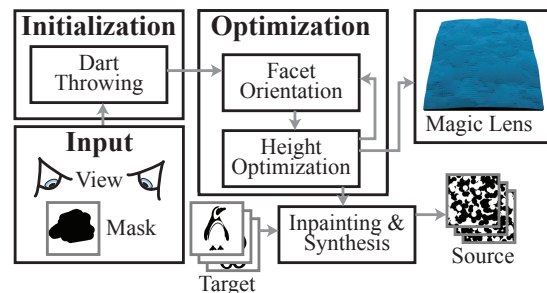 Initialization
Dart
Throwing
Optimization
Facet
Orientation
Height
Optimization
Magic Lens
Input
View
Mask
Target
Inpainting &
Synthesis
Source